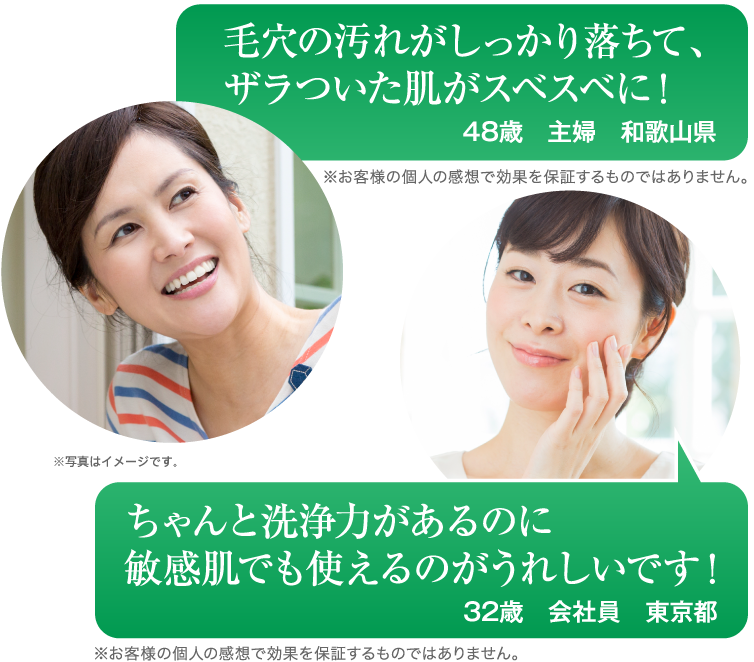 毛穴の汚れがしっかり落ちて、
ザラついた肌がスベスベに!
48歳　主婦　和歌山県
※お客様の個人の感想で効果を保証するものではありません。
※写真はイメージです。
ちゃんと洗浄力があるのに
敏感肌でも使えるのがうれしいです!
32歳　会社員　東京都
※お客様の個人の感想で効果を保証するものではありません。